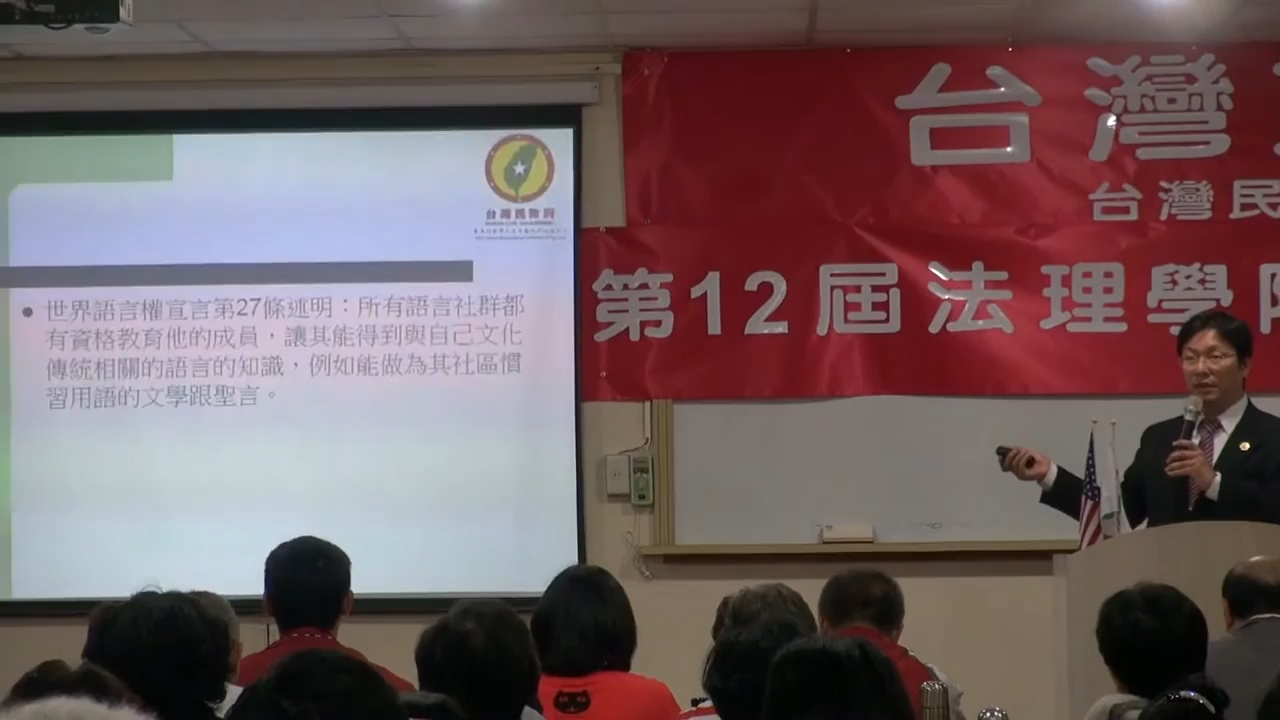 台灣
台灣民
第12屆法理學
台灣民政府
世界語言權宣言第27條述明：所有語言社群都
有資格教育他的成員，讓其能得到與自己文化
傳統相關的語言的知識，例如能做為其社區慣
習用語的文學跟聖言。